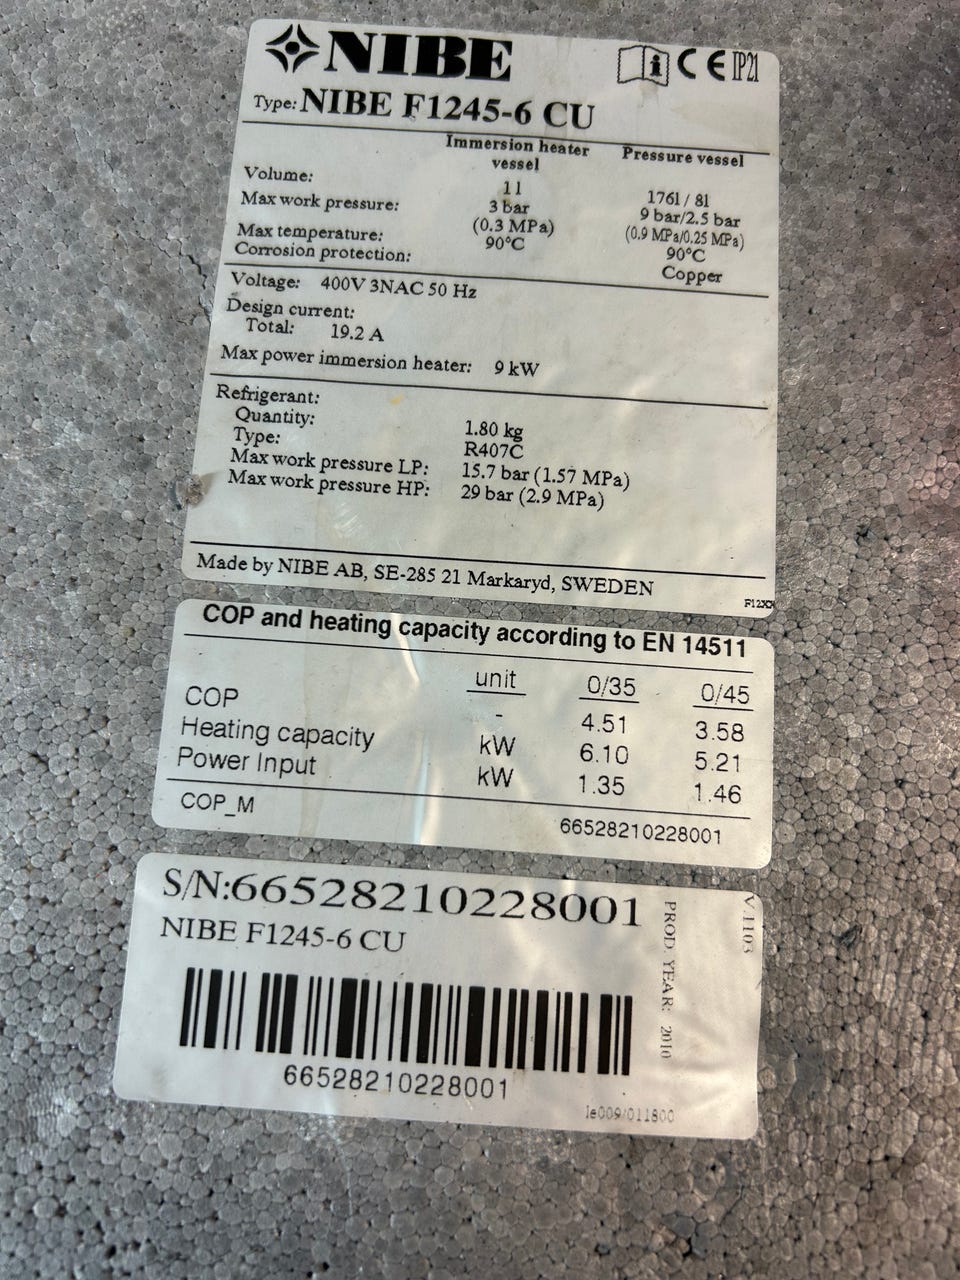 NIBE
i CE IP21
Type: NIBE F1245-6 CU
Immersion heater vessel Pressure vessel
Volume: 1 l 176l / 8l
Max work pressure: 3 bar 9 bar/2.5 bar
(0.3 MPa) (0.9 MPa/0.25 MPa)
Max temperature: 90°C 90°C
Corrosion protection: Copper
Voltage: 400V 3NAC 50 Hz
Design current:
Total: 19.2 A
Max power immersion heater: 9 kW
Refrigerant:
Quantity: 1.80 kg
Type: R407C
Max work pressure LP: 15.7 bar (1.57 MPa)
Max work pressure HP: 29 bar (2.9 MPa)
Made by NIBE AB, SE-285 21 Markaryd, SWEDEN
F12XX
COP and heating capacity according to EN 14511
unit 0/35 0/45
COP - 4.51 3.58
Heating capacity kW 6.10 5.21
Power Input kW 1.35 1.46
COP_M 66528210228001
S/N:66528210228001
NIBE F1245-6 CU
66528210228001
PROD YEAR: 2010
V.1103
1e009/011800